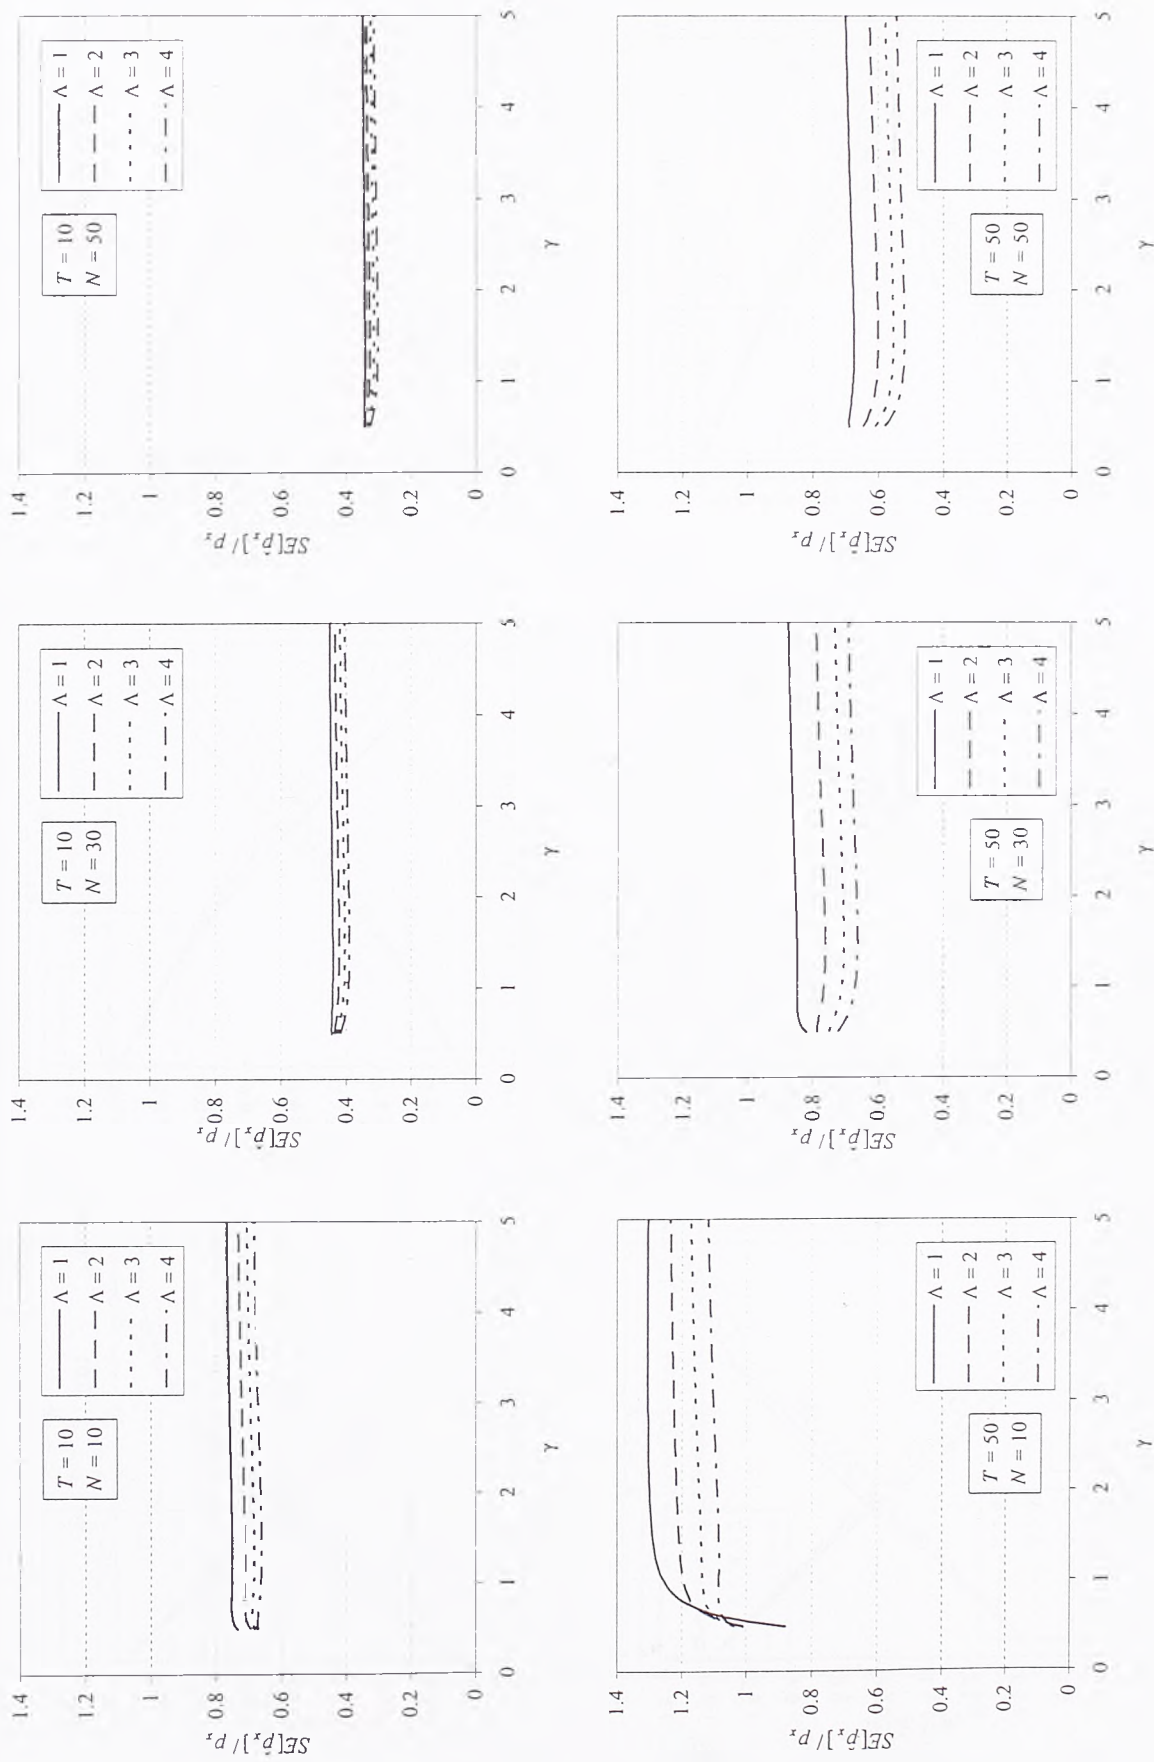 SE[p̂ₓ] / pₓ
1.4
1.2
1
0.8
0.6
0.4
0.2
0
T = 10
N = 10
Λ = 1
Λ = 2
Λ = 3
Λ = 4
0 1 2 3 4 5
γ
SE[p̂ₓ] / pₓ
1.4
1.2
1
0.8
0.6
0.4
0.2
0
T = 10
N = 30
Λ = 1
Λ = 2
Λ = 3
Λ = 4
0 1 2 3 4 5
γ
SE[p̂ₓ] / pₓ
1.4
1.2
1
0.8
0.6
0.4
0.2
0
T = 10
N = 50
Λ = 1
Λ = 2
Λ = 3
Λ = 4
0 1 2 3 4 5
γ
SE[p̂ₓ] / pₓ
1.4
1.2
1
0.8
0.6
0.4
0.2
0
T = 50
N = 10
Λ = 1
Λ = 2
Λ = 3
Λ = 4
0 1 2 3 4 5
γ
SE[p̂ₓ] / pₓ
1.4
1.2
1
0.8
0.6
0.4
0.2
0
T = 50
N = 30
Λ = 1
Λ = 2
Λ = 3
Λ = 4
0 1 2 3 4 5
γ
SE[p̂ₓ] / pₓ
1.4
1.2
1
0.8
0.6
0.4
0.2
0
T = 50
N = 50
Λ = 1
Λ = 2
Λ = 3
Λ = 4
0 1 2 3 4 5
γ